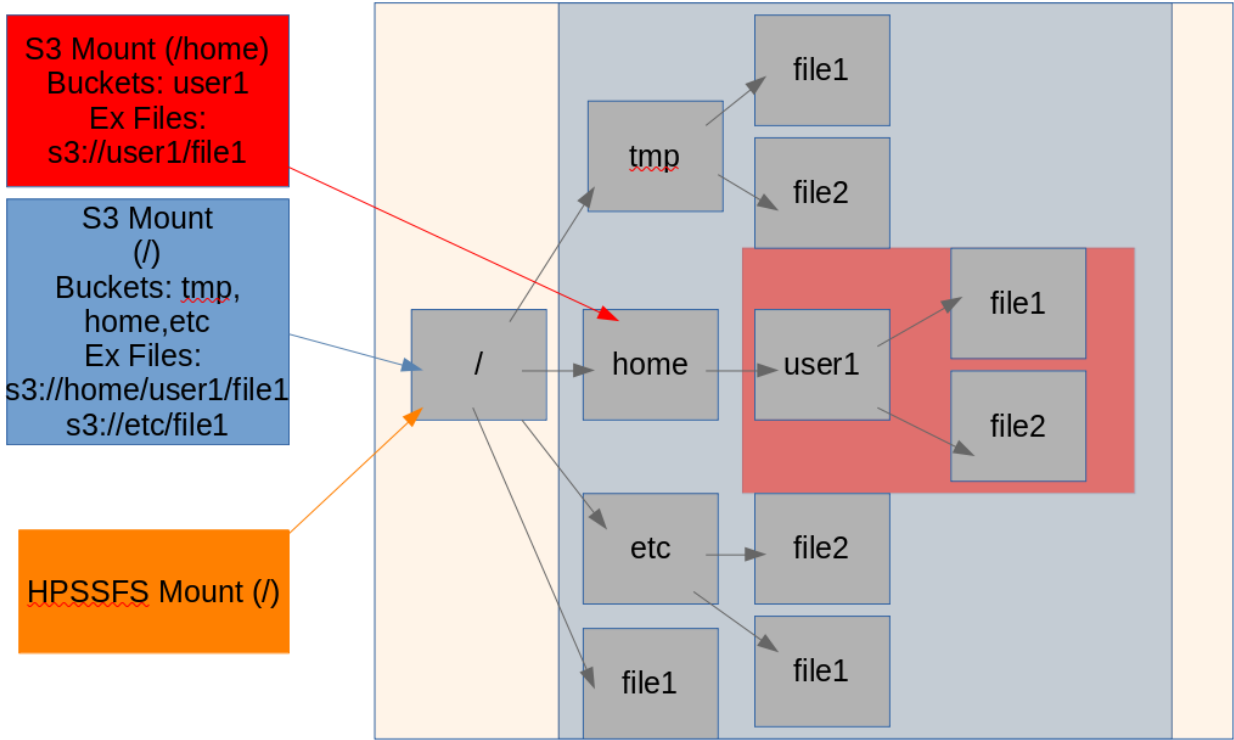 S3 Mount (/home)
Buckets: user1
Ex Files:
s3://user1/file1
S3 Mount
(/)
Buckets: tmp,
home,etc
Ex Files:
s3://home/user1/file1
s3://etc/file1
HPSSFS Mount (/)
/
tmp
file1
file2
home
user1
file1
file2
etc
file2
file1
file1